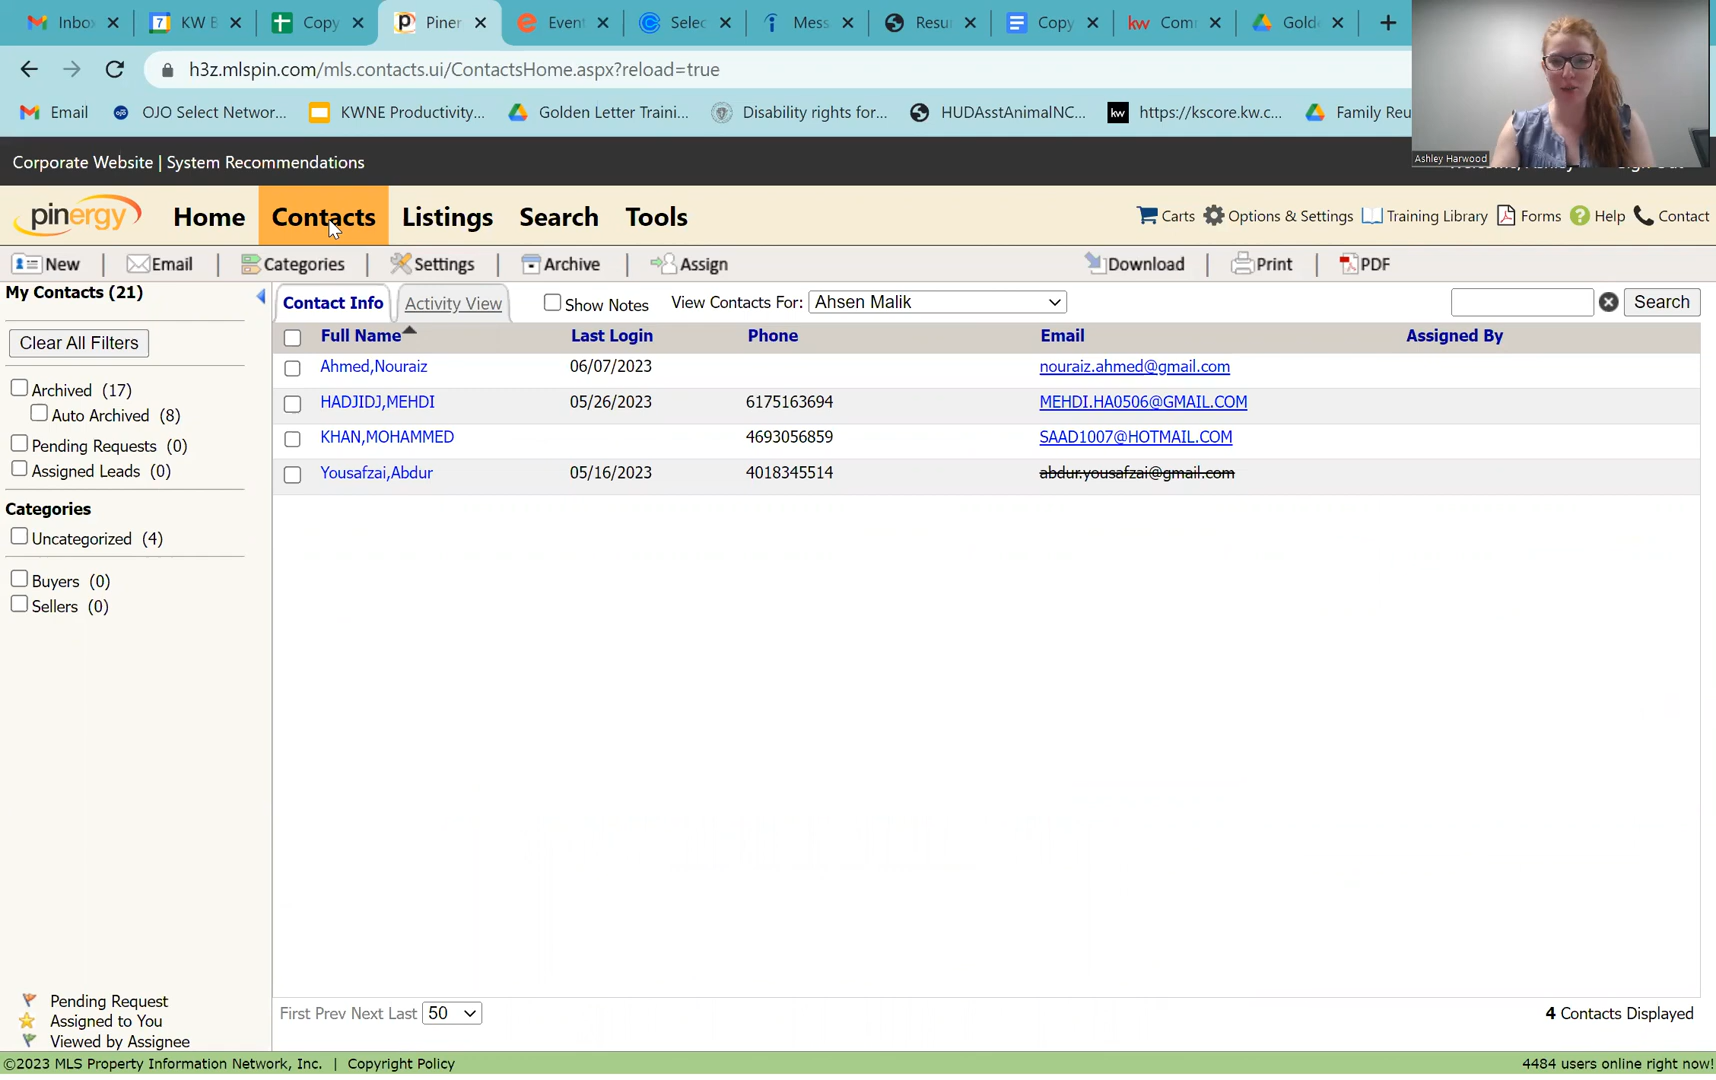 Inbo
KW E
Copy
Piner
Event
Selec
Mess
Resu
Copy
Com
Golde
h3z.mlspin.com/mls.contacts.ui/ContactsHome.aspx?reload=true
Email
OJO Select Networ...
KWNE Productivity...
Golden Letter Traini...
Disability rights for...
HUDAsstAnimalNC...
kw
https://kscore.kw.c...
Family Reu
Ashley Harwood
Corporate Website | System Recommendations
pinergy
Home
Contacts
Listings
Search
Tools
Carts
Options & Settings
Training Library
Forms
Help
Contact
New
Email
Categories
Settings
Archive
Assign
Download
Print
PDF
My Contacts (21)
Contact Info
Activity View
Show Notes
View Contacts For: Ahsen Malik
Search
Clear All Filters
Full Name
Last Login
Phone
Email
Assigned By
Ahmed,Nouraiz 06/07/2023 nouraiz.ahmed@gmail.com
HADJIDJ,MEHDI 05/26/2023 6175163694 MEHDI.HA0506@GMAIL.COM
KHAN,MOHAMMED 4693056859 SAAD1007@HOTMAIL.COM
Yousafzai,Abdur 05/16/2023 4018345514 abdur.yousafzai@gmail.com
Archived (17)
Auto Archived (8)
Pending Requests (0)
Assigned Leads (0)
Categories
Uncategorized (4)
Buyers (0)
Sellers (0)
Pending Request
Assigned to You
Viewed by Assignee
First Prev Next Last 50
4 Contacts Displayed
©2023 MLS Property Information Network, Inc. | Copyright Policy
4484 users online right now!